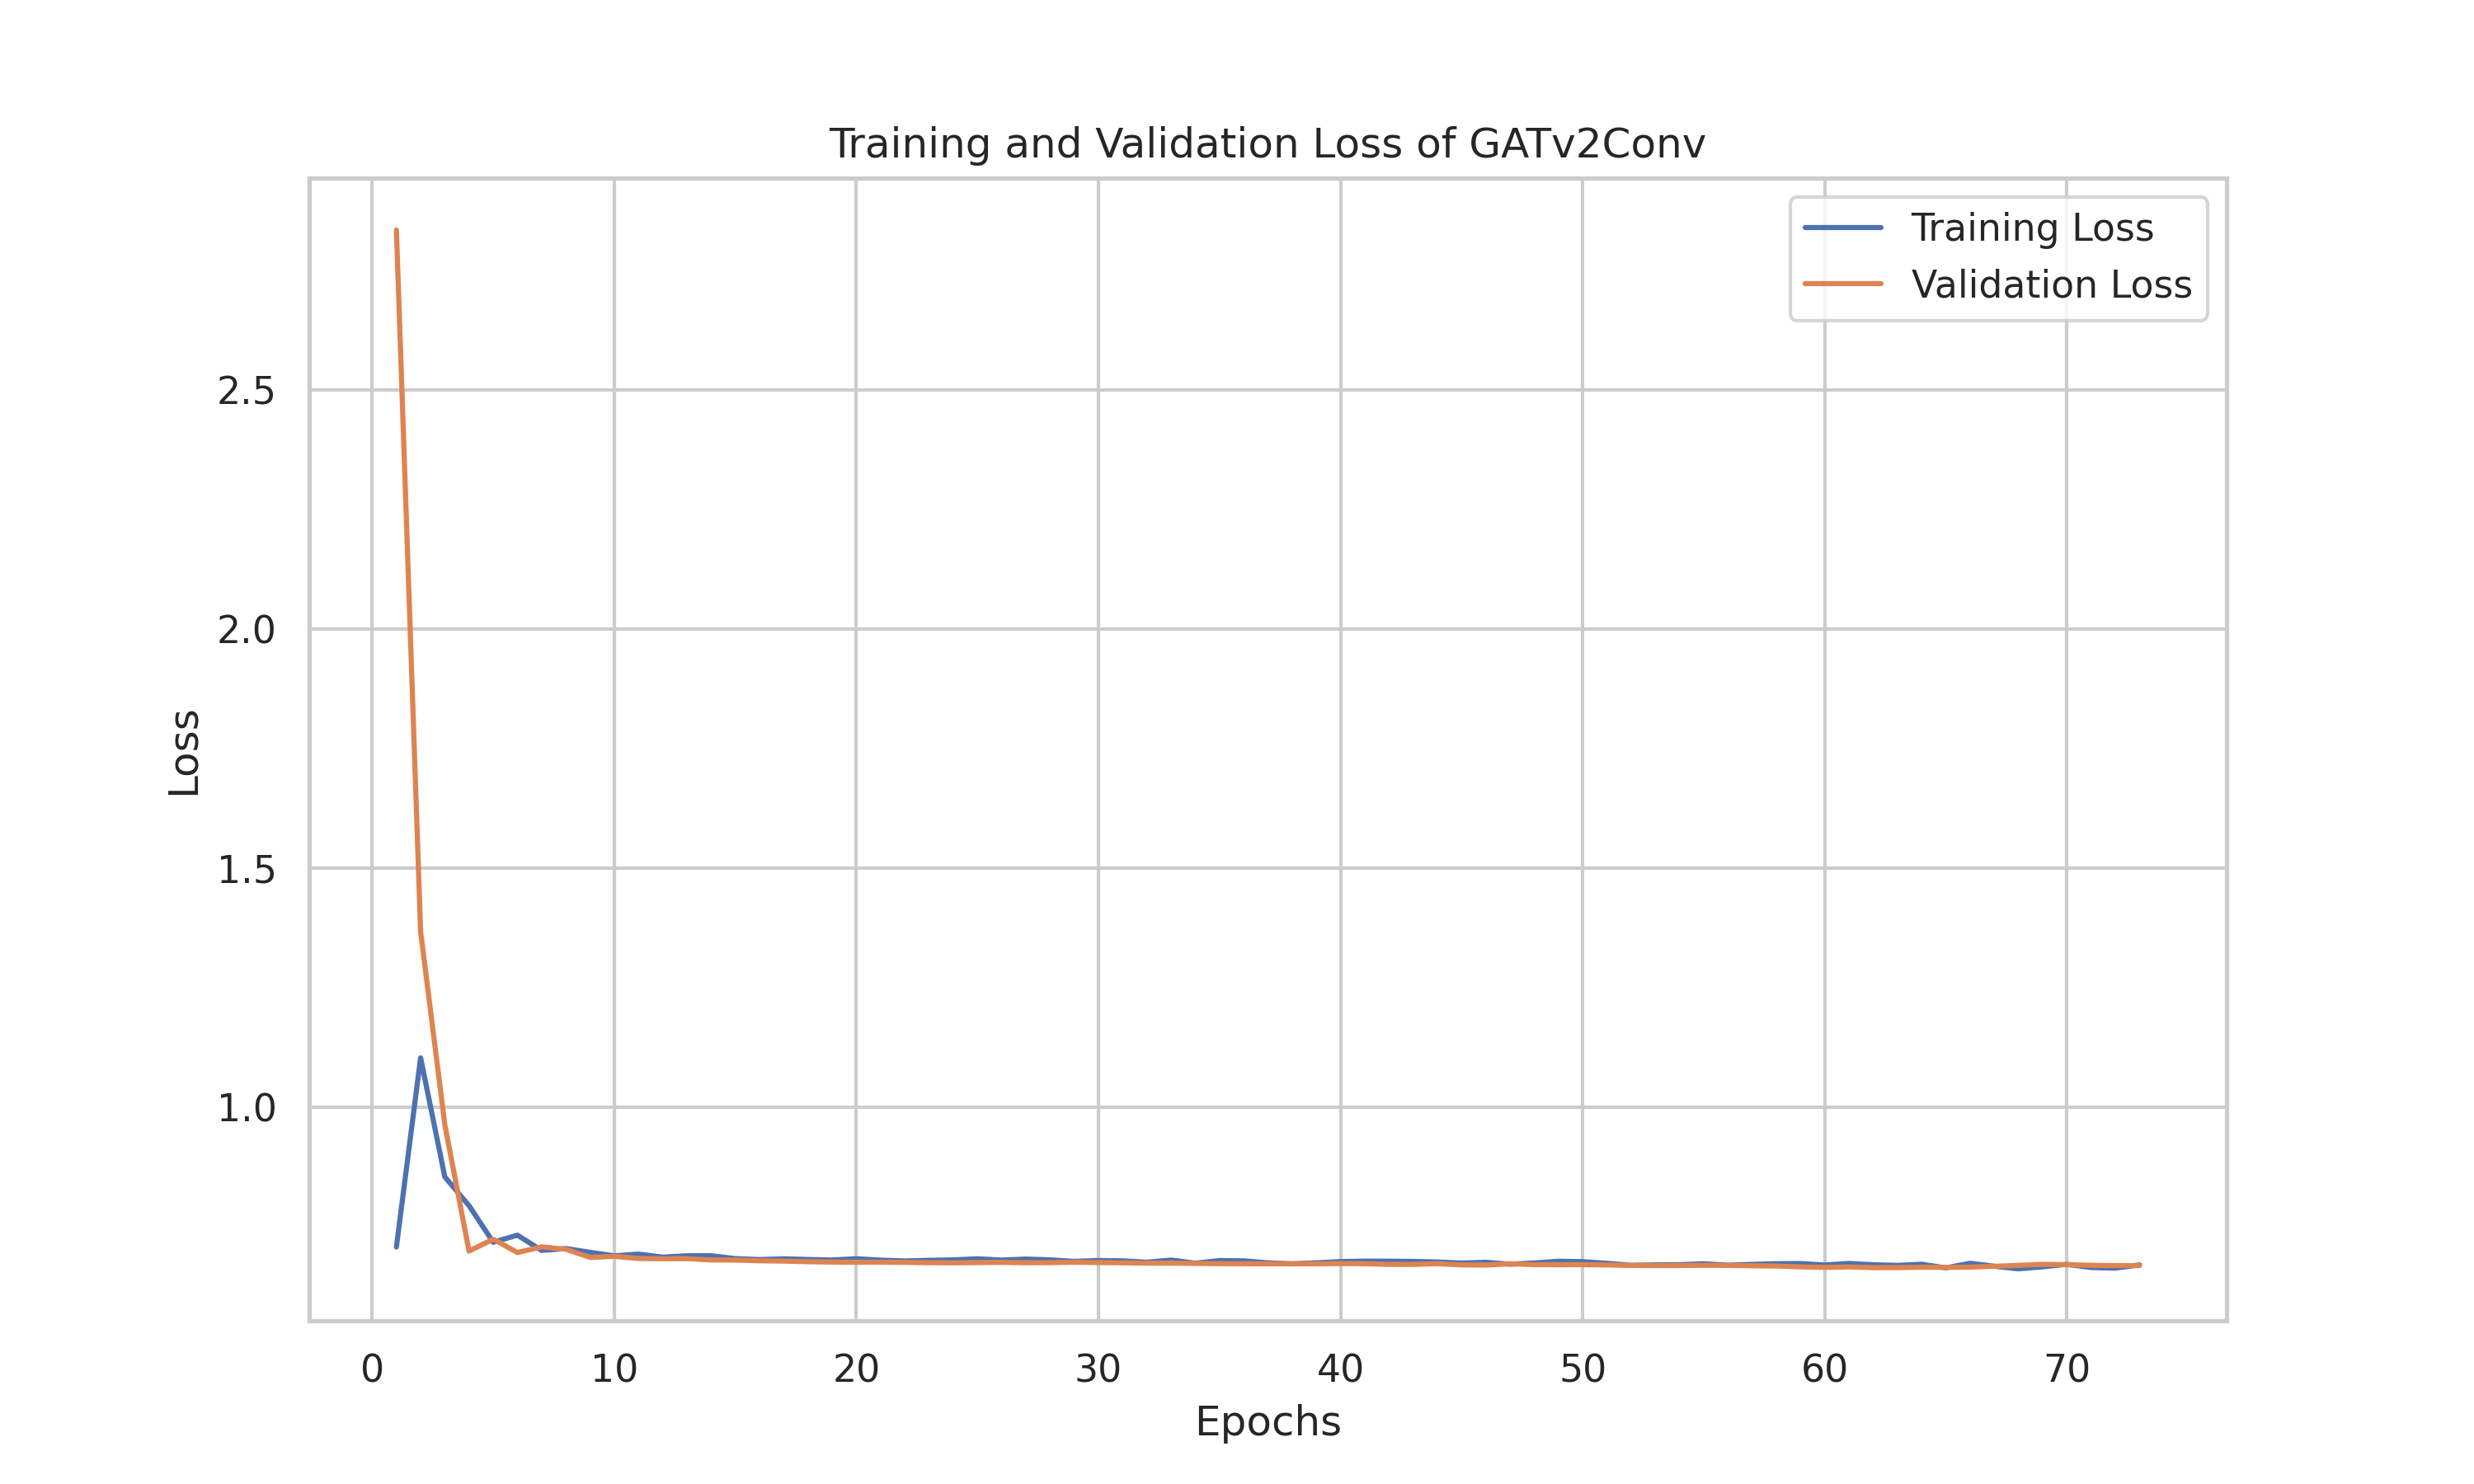 Training and Validation Loss of GATv2Conv
Training Loss
Validation Loss
2.5
2.0
1.5
1.0
Loss
0 10 20 30 40 50 60 70
Epochs